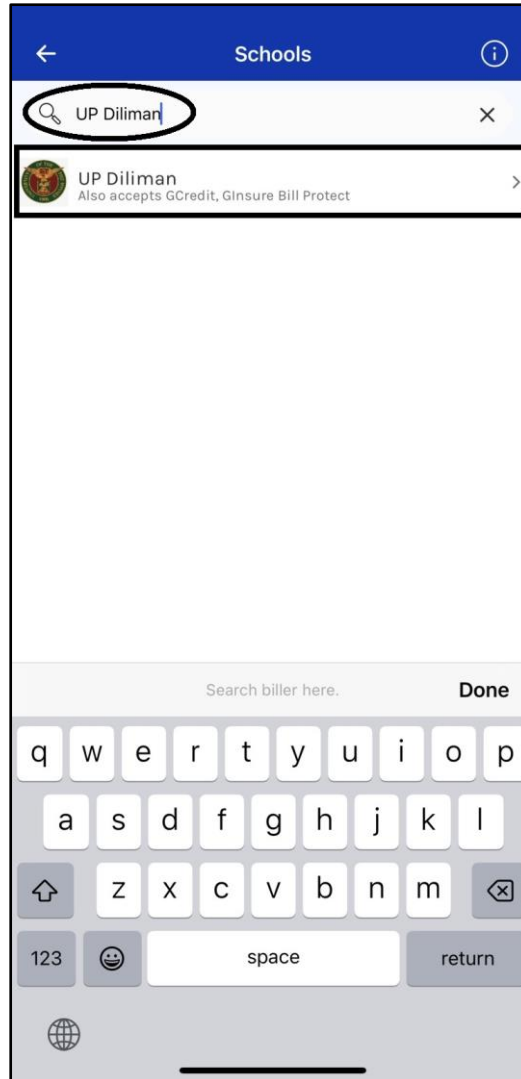 Schools
UP Diliman
UP Diliman
Also accepts GCredit, GInsure Bill Protect
Search biller here. Done
q w e r t y u i o p
a s d f g h j k l
z x c v b n m
123 space return